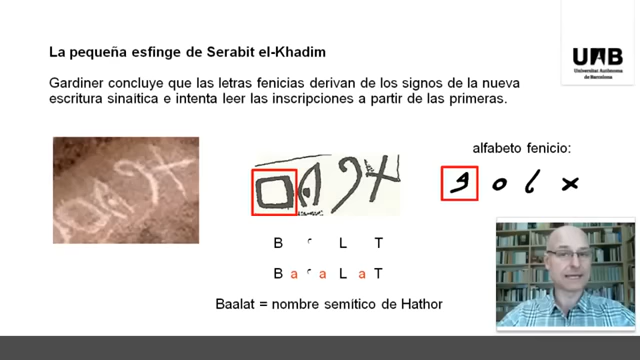 La pequeña esfinge de Serabit el-Khadim
UAB
Universitat Autònoma
de Barcelona
Gardiner concluye que las letras fenicias derivan de los signos de la nueva
escritura sinaítica e intenta leer las inscripciones a partir de las primeras.
alfabeto fenicio:
B ʿ L T
B a ʿ a L a T
Baalat = nombre semítico de Hathor